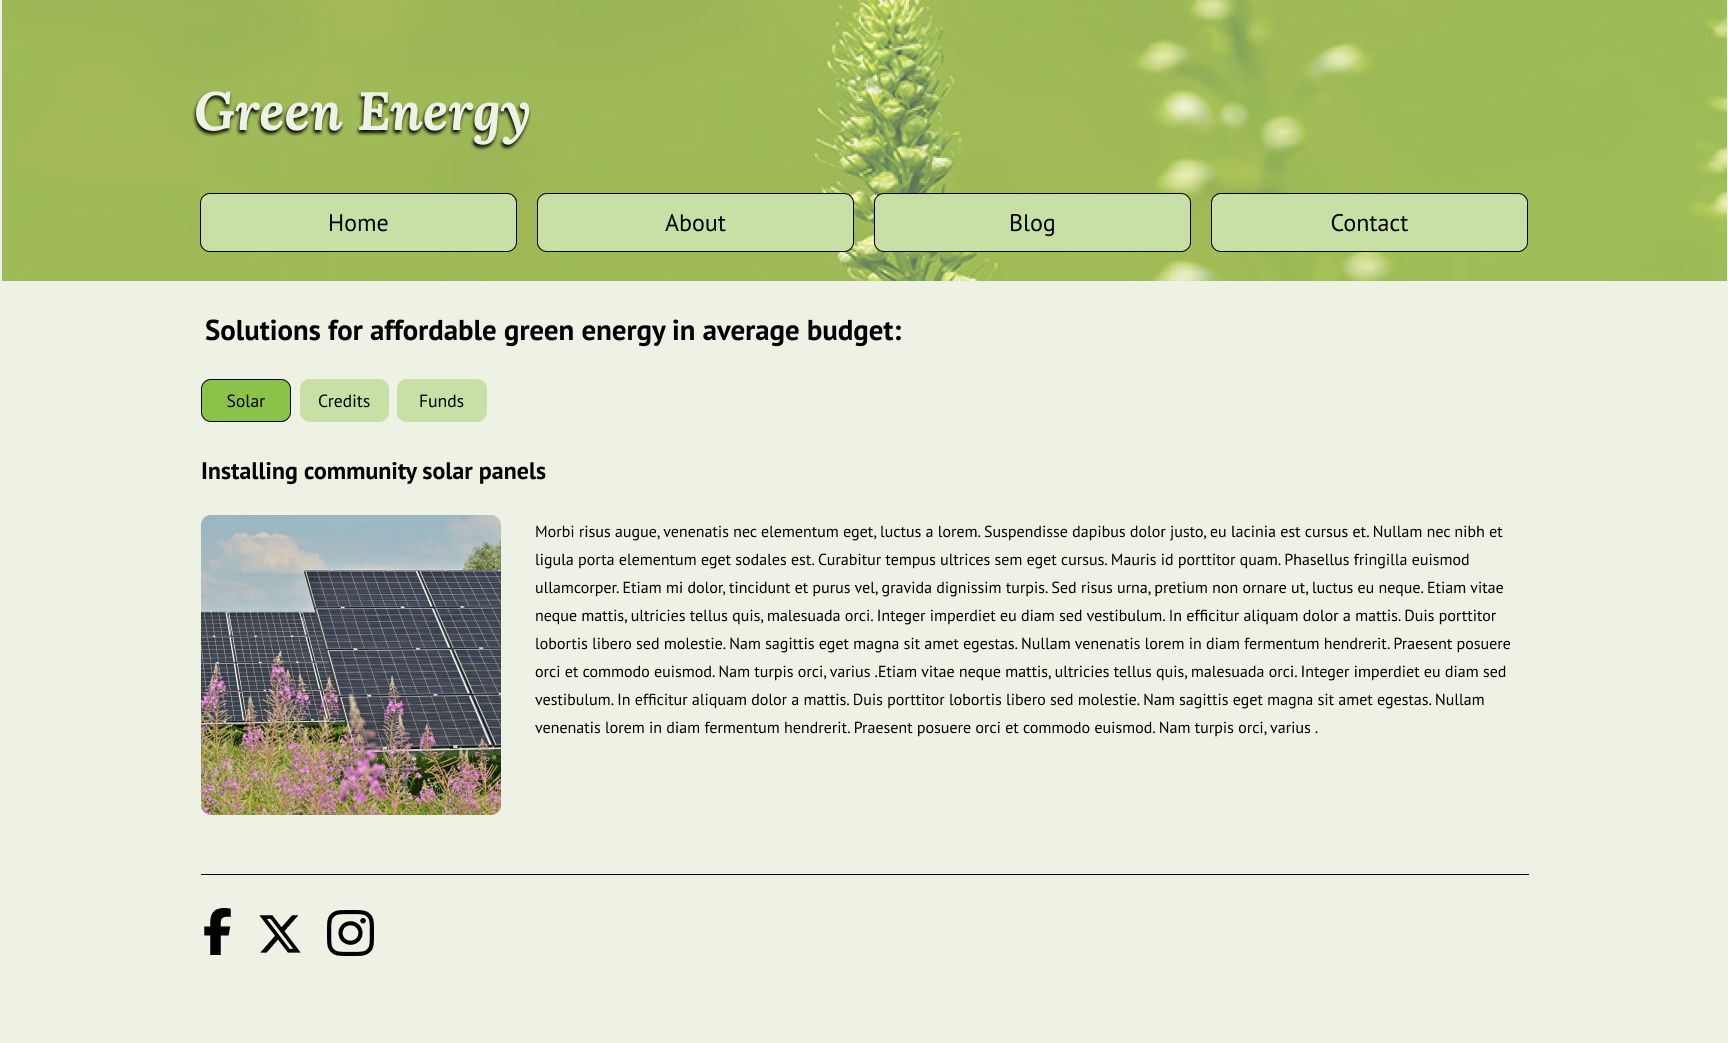 Green Energy
Home About Blog Contact
Solutions for affordable green energy in average budget:
Solar Credits Funds
Installing community solar panels
Morbi risus augue, venenatis nec elementum eget, luctus a lorem. Suspendisse dapibus dolor justo, eu lacinia est cursus et. Nullam nec nibh et
ligula porta elementum eget sodales est. Curabitur tempus ultrices sem eget cursus. Mauris id porttitor quam. Phasellus fringilla euismod
ullamcorper. Etiam mi dolor, tincidunt et purus vel, gravida dignissim turpis. Sed risus urna, pretium non ornare ut, luctus eu neque. Etiam vitae
neque mattis, ultricies tellus quis, malesuada orci. Integer imperdiet eu diam sed vestibulum. In efficitur aliquam dolor a mattis. Duis porttitor
lobortis libero sed molestie. Nam sagittis eget magna sit amet egestas. Nullam venenatis lorem in diam fermentum hendrerit. Praesent posuere
orci et commodo euismod. Nam turpis orci, varius .Etiam vitae neque mattis, ultricies tellus quis, malesuada orci. Integer imperdiet eu diam sed
vestibulum. In efficitur aliquam dolor a mattis. Duis porttitor lobortis libero sed molestie. Nam sagittis eget magna sit amet egestas. Nullam
venenatis lorem in diam fermentum hendrerit. Praesent posuere orci et commodo euismod. Nam turpis orci, varius .